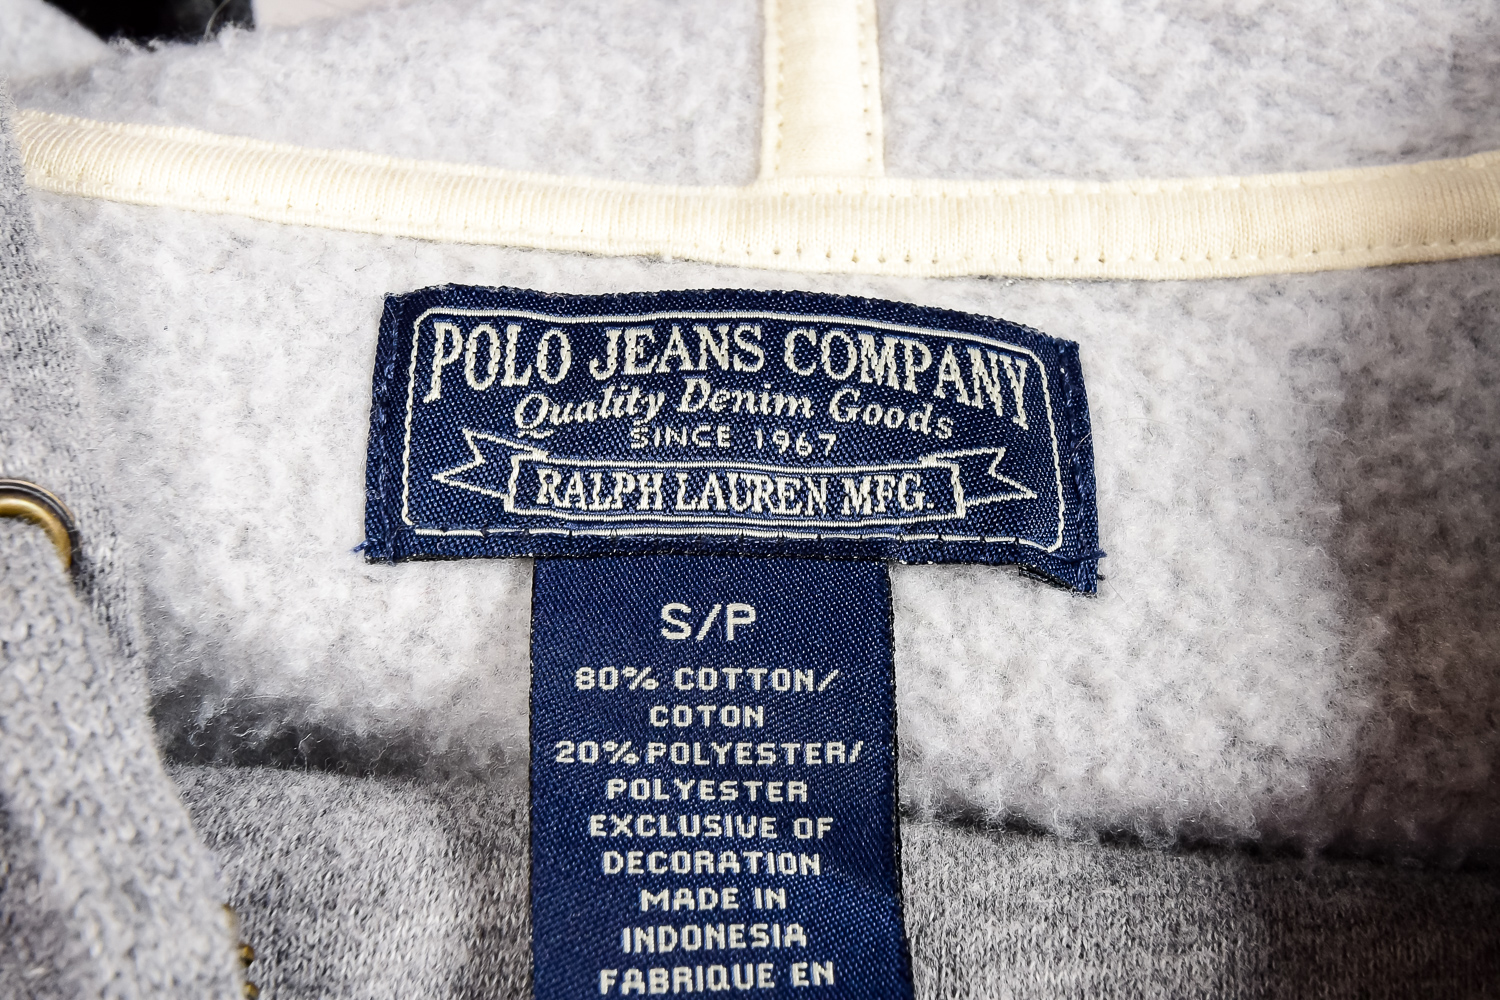 POLO JEANS COMPANY
Quality Denim Goods
SINCE 1967
RALPH LAUREN MFG.
S/P
80% COTTON/
COTON
20% POLYESTER/
POLYESTER
EXCLUSIVE OF
DECORATION
MADE IN
INDONESIA
FABRIQUE EN